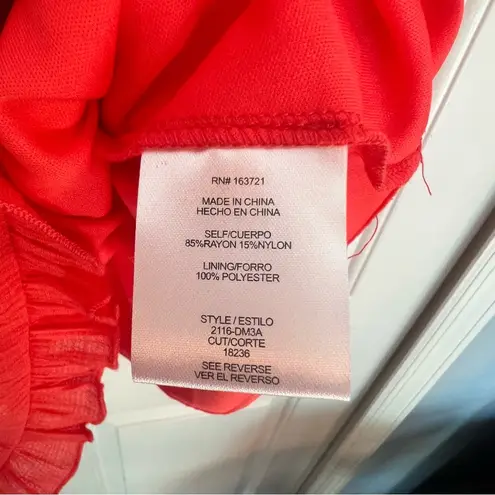 RN# 163721
MADE IN CHINA
HECHO EN CHINA
SELF/CUERPO
85%RAYON 15%NYLON
LINING/FORRO
100% POLYESTER
STYLE / ESTILO
2116-DM3A
CUT/CORTE
18236
SEE REVERSE
VER EL REVERSO